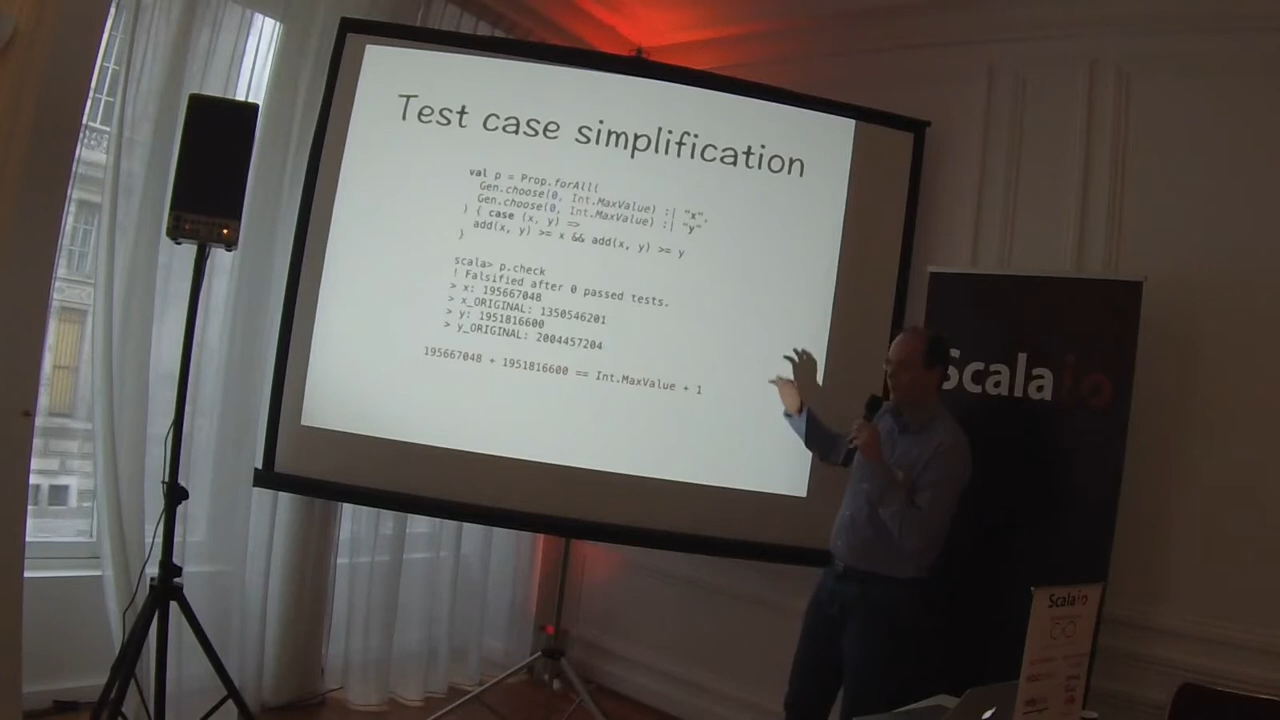 Test case simplification
val p = Prop.forAll(
Gen.choose(0, Int.MaxValue) :| "x",
Gen.choose(0, Int.MaxValue) :| "y"
) { case (x, y) =>
add(x, y) >= x && add(x, y) >= y
}
scala> p.check
! Falsified after 0 passed tests.
> x: 195667048
> x_ORIGINAL: 1350546201
> y: 1951816600
> y_ORIGINAL: 2004457204
195667048 + 1951816600 == Int.MaxValue + 1
Scala io
Scala io